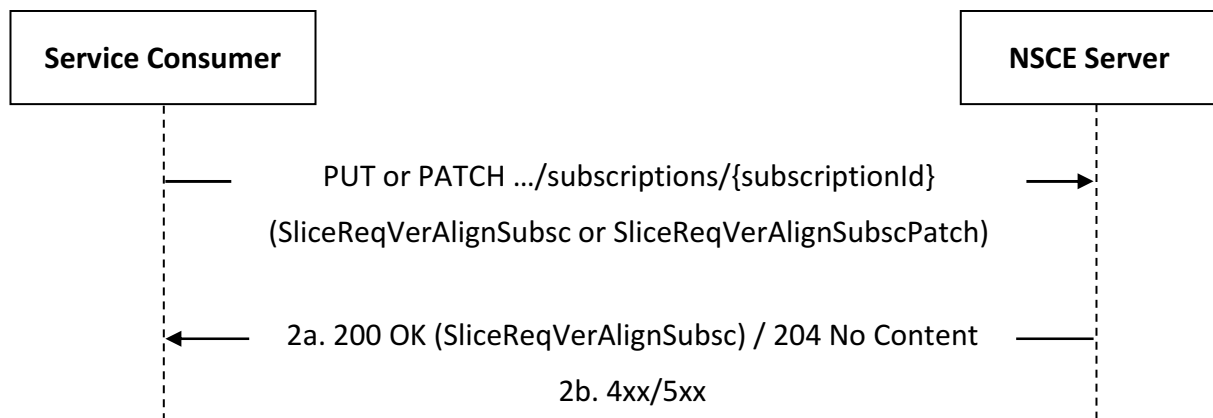 Service Consumer
NSCE Server
PUT or PATCH …/subscriptions/{subscriptionId}
(SliceReqVerAlignSubsc or SliceReqVerAlignSubscPatch)
2a. 200 OK (SliceReqVerAlignSubsc) / 204 No Content
2b. 4xx/5xx